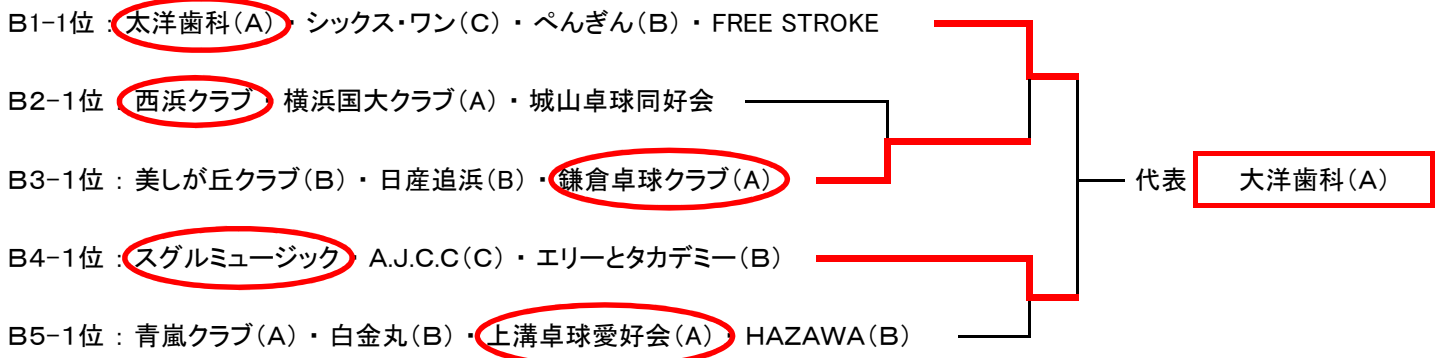 B1-1位 : 太洋歯科(A) ・ シックス・ワン(C) ・ ぺんぎん(B) ・ FREE STROKE
B2-1位 : 西浜クラブ ・ 横浜国大クラブ(A) ・ 城山卓球同好会
B3-1位 : 美しが丘クラブ(B) ・ 日産追浜(B) ・ 鎌倉卓球クラブ(A)
代表 大洋歯科(A)
B4-1位 : スグルミュージック ・ A.J.C.C(C) ・ エリーとタカデミー(B)
B5-1位 : 青嵐クラブ(A) ・ 白金丸(B) ・ 上溝卓球愛好会(A) ・ HAZAWA(B)